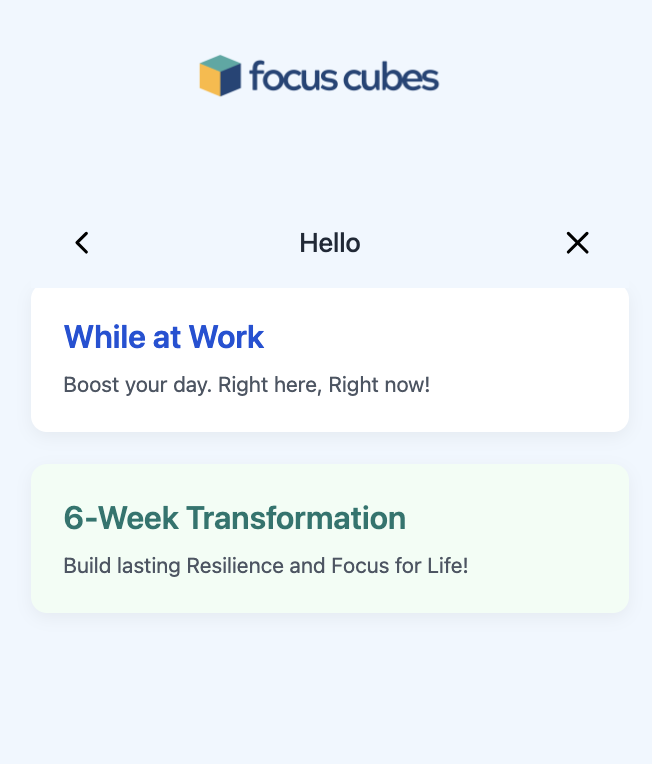 focus cubes
Hello
While at Work
Boost your day. Right here, Right now!
6-Week Transformation
Build lasting Resilience and Focus for Life!